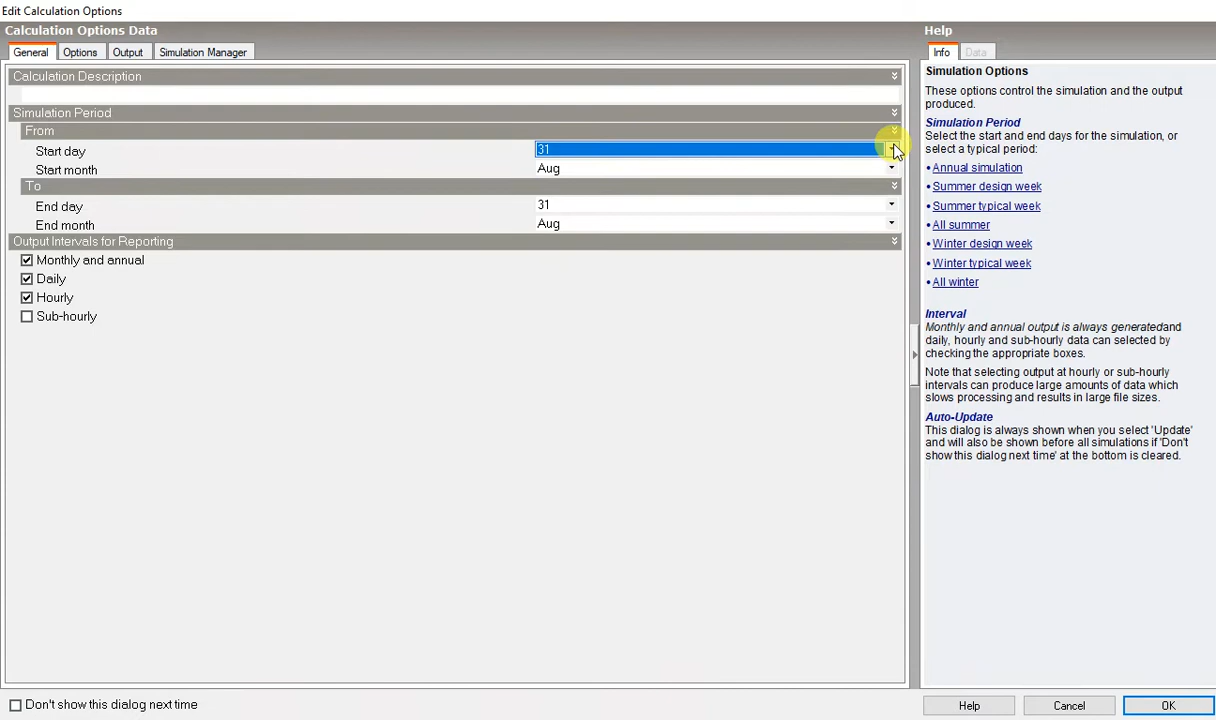 Edit Calculation Options
Calculation Options Data
General Options Output Simulation Manager
Calculation Description
Simulation Period
From
Start day 31
Start month Aug
To
End day 31
End month Aug
Output Intervals for Reporting
Monthly and annual
Daily
Hourly
Sub-hourly
Don't show this dialog next time
Help
Info Data
Simulation Options
These options control the simulation and the output
produced.
Simulation Period
Select the start and end days for the simulation, or
select a typical period:
• Annual simulation
• Summer design week
• Summer typical week
• All summer
• Winter design week
• Winter typical week
• All winter
Interval
Monthly and annual output is always generatedand
daily, hourly and sub-hourly data can selected by
checking the appropriate boxes.
Note that selecting output at hourly or sub-hourly
intervals can produce large amounts of data which
slows processing and results in large file sizes.
Auto-Update
This dialog is always shown when you select 'Update'
and will also be shown before all simulations if 'Don't
show this dialog next time' at the bottom is cleared.
Help Cancel OK